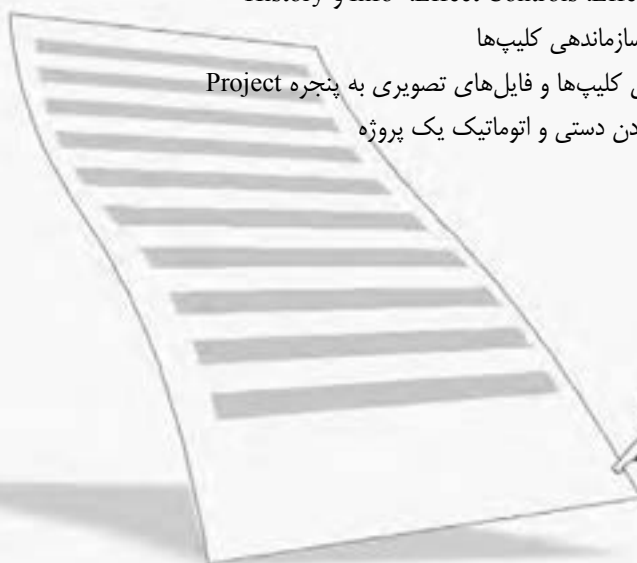 Effect Controls، Info و History
سازماندهی کلیپ‌ها
کلیپ‌ها و فایل‌های تصویری به پنجره Project
دستی و اتوماتیک یک پروژه